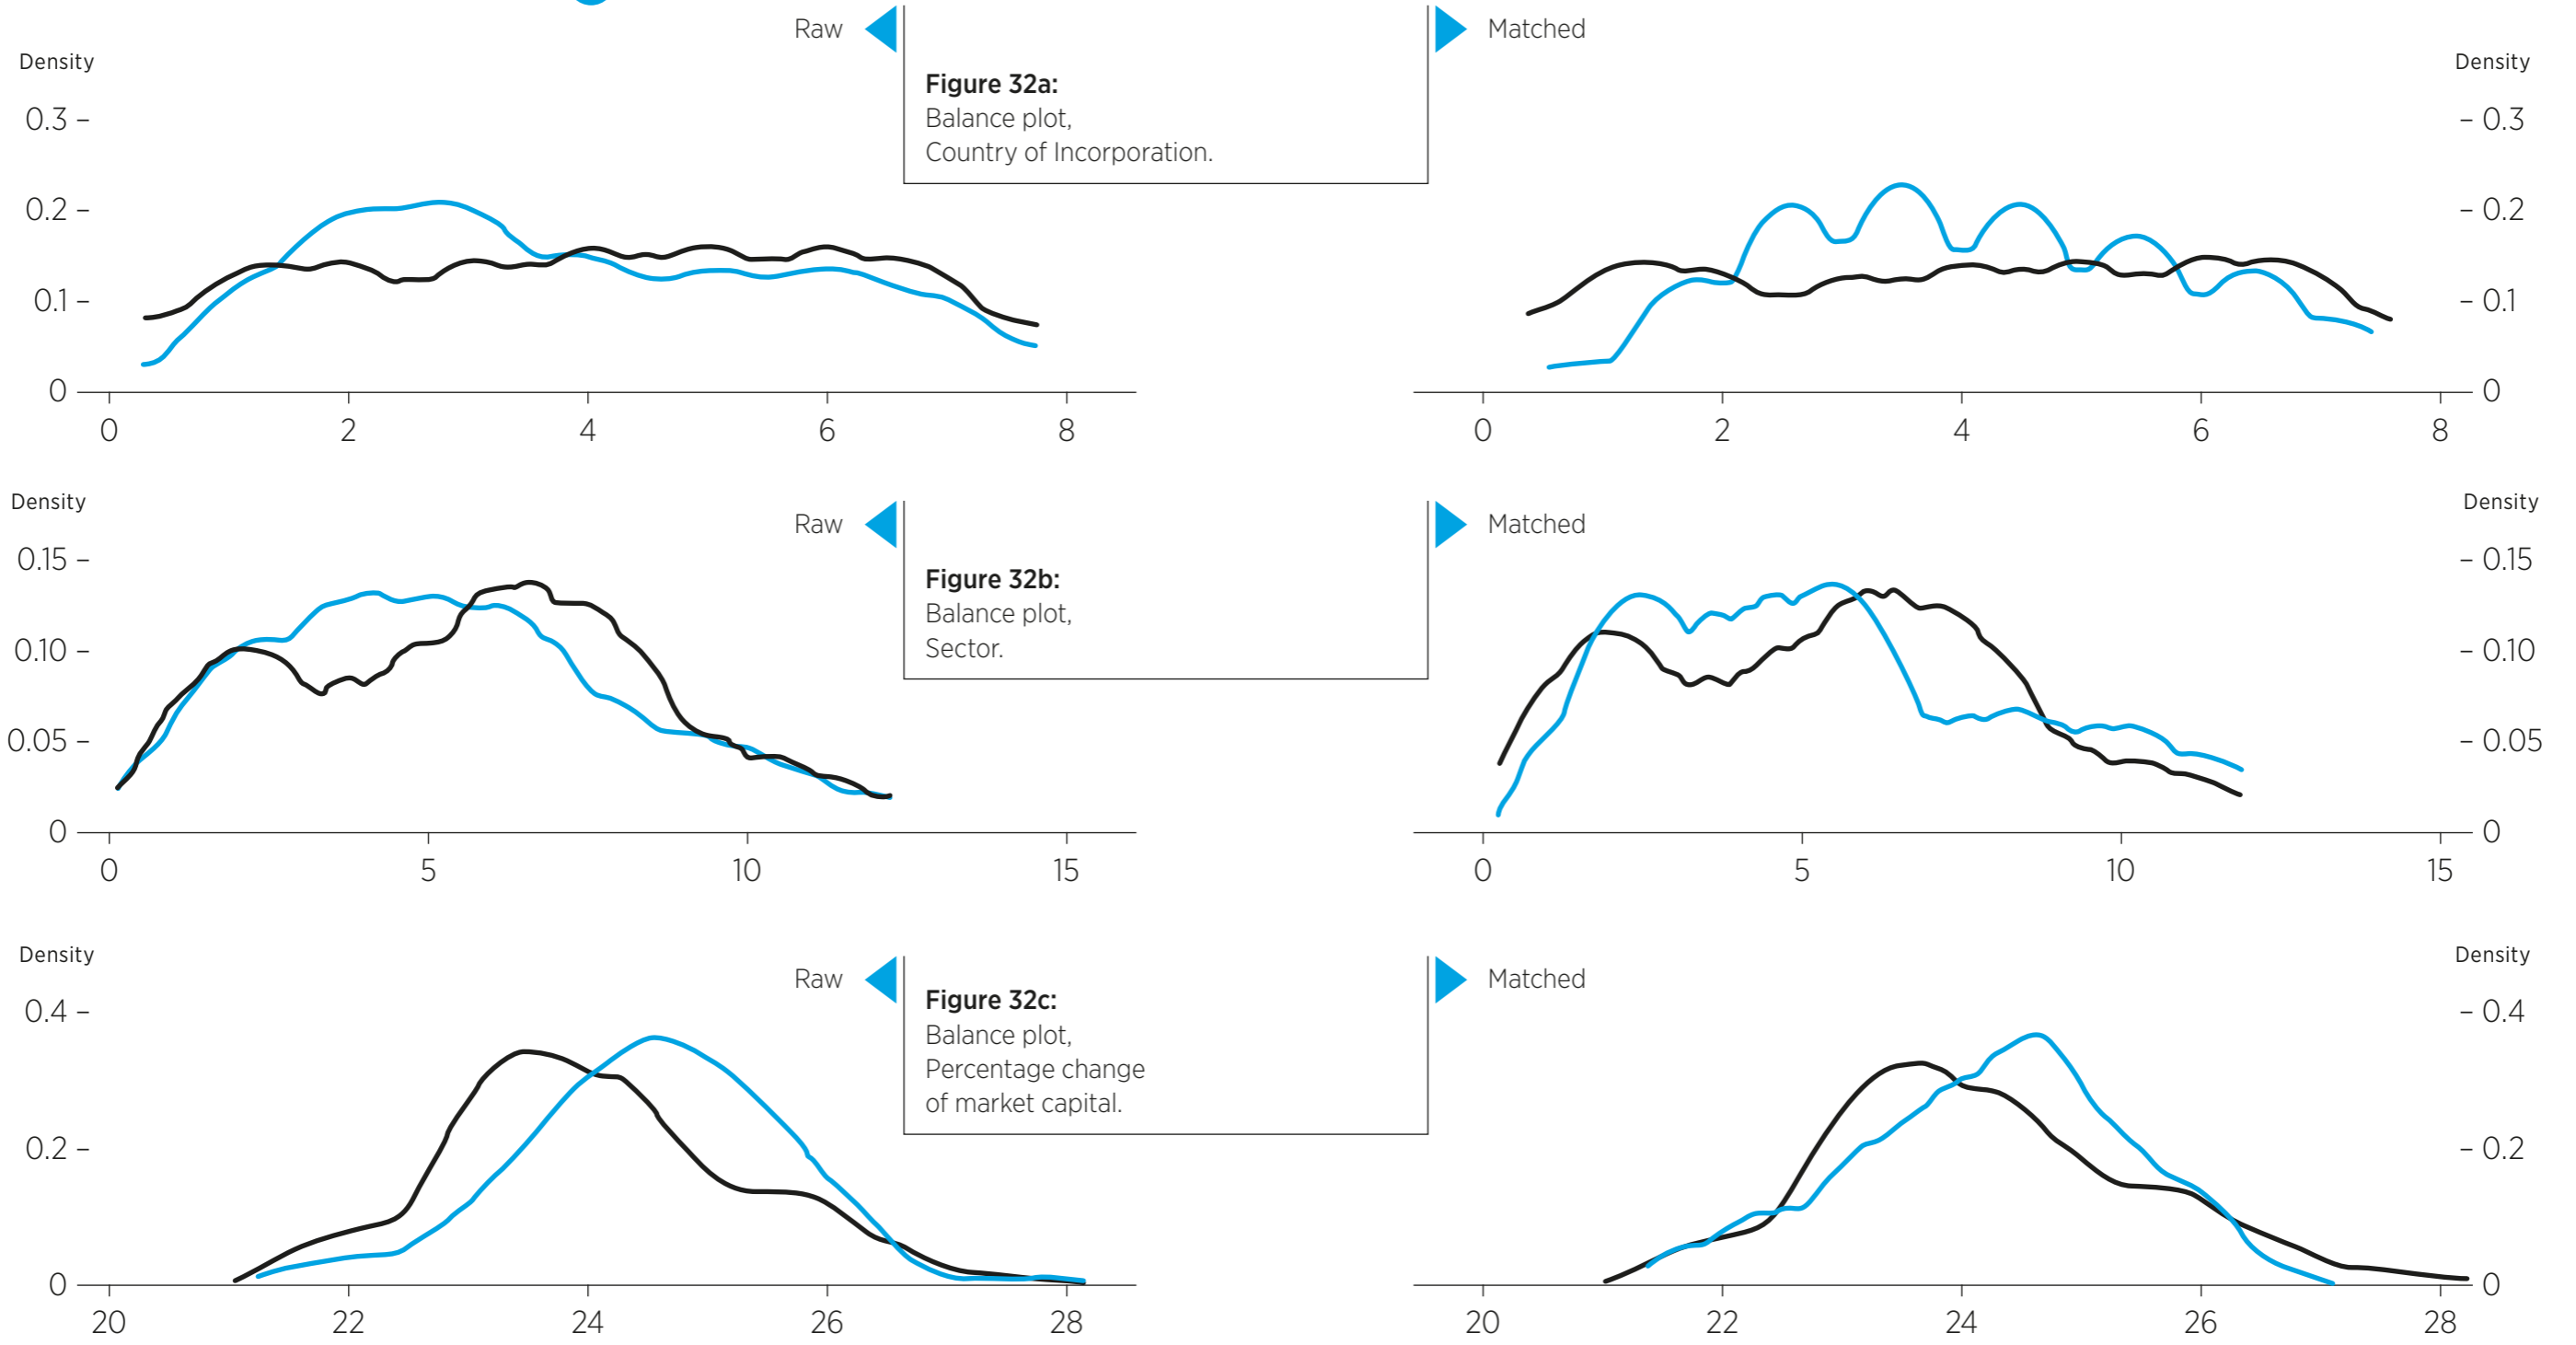 Raw
Matched
Density
Density
Figure 32a:
Balance plot,
Country of Incorporation.
0.3
0.2
0.1
0
0 2 4 6 8
0.3
0.2
0.1
0
0 2 4 6 8
Density
Density
Raw
Matched
Figure 32b:
Balance plot,
Sector.
0.15
0.10
0.05
0
0 5 10 15
0.15
0.10
0.05
0
0 5 10 15
Density
Density
Raw
Matched
Figure 32c:
Balance plot,
Percentage change
of market capital.
0.4
0.2
0
20 22 24 26 28
0.4
0.2
0
20 22 24 26 28